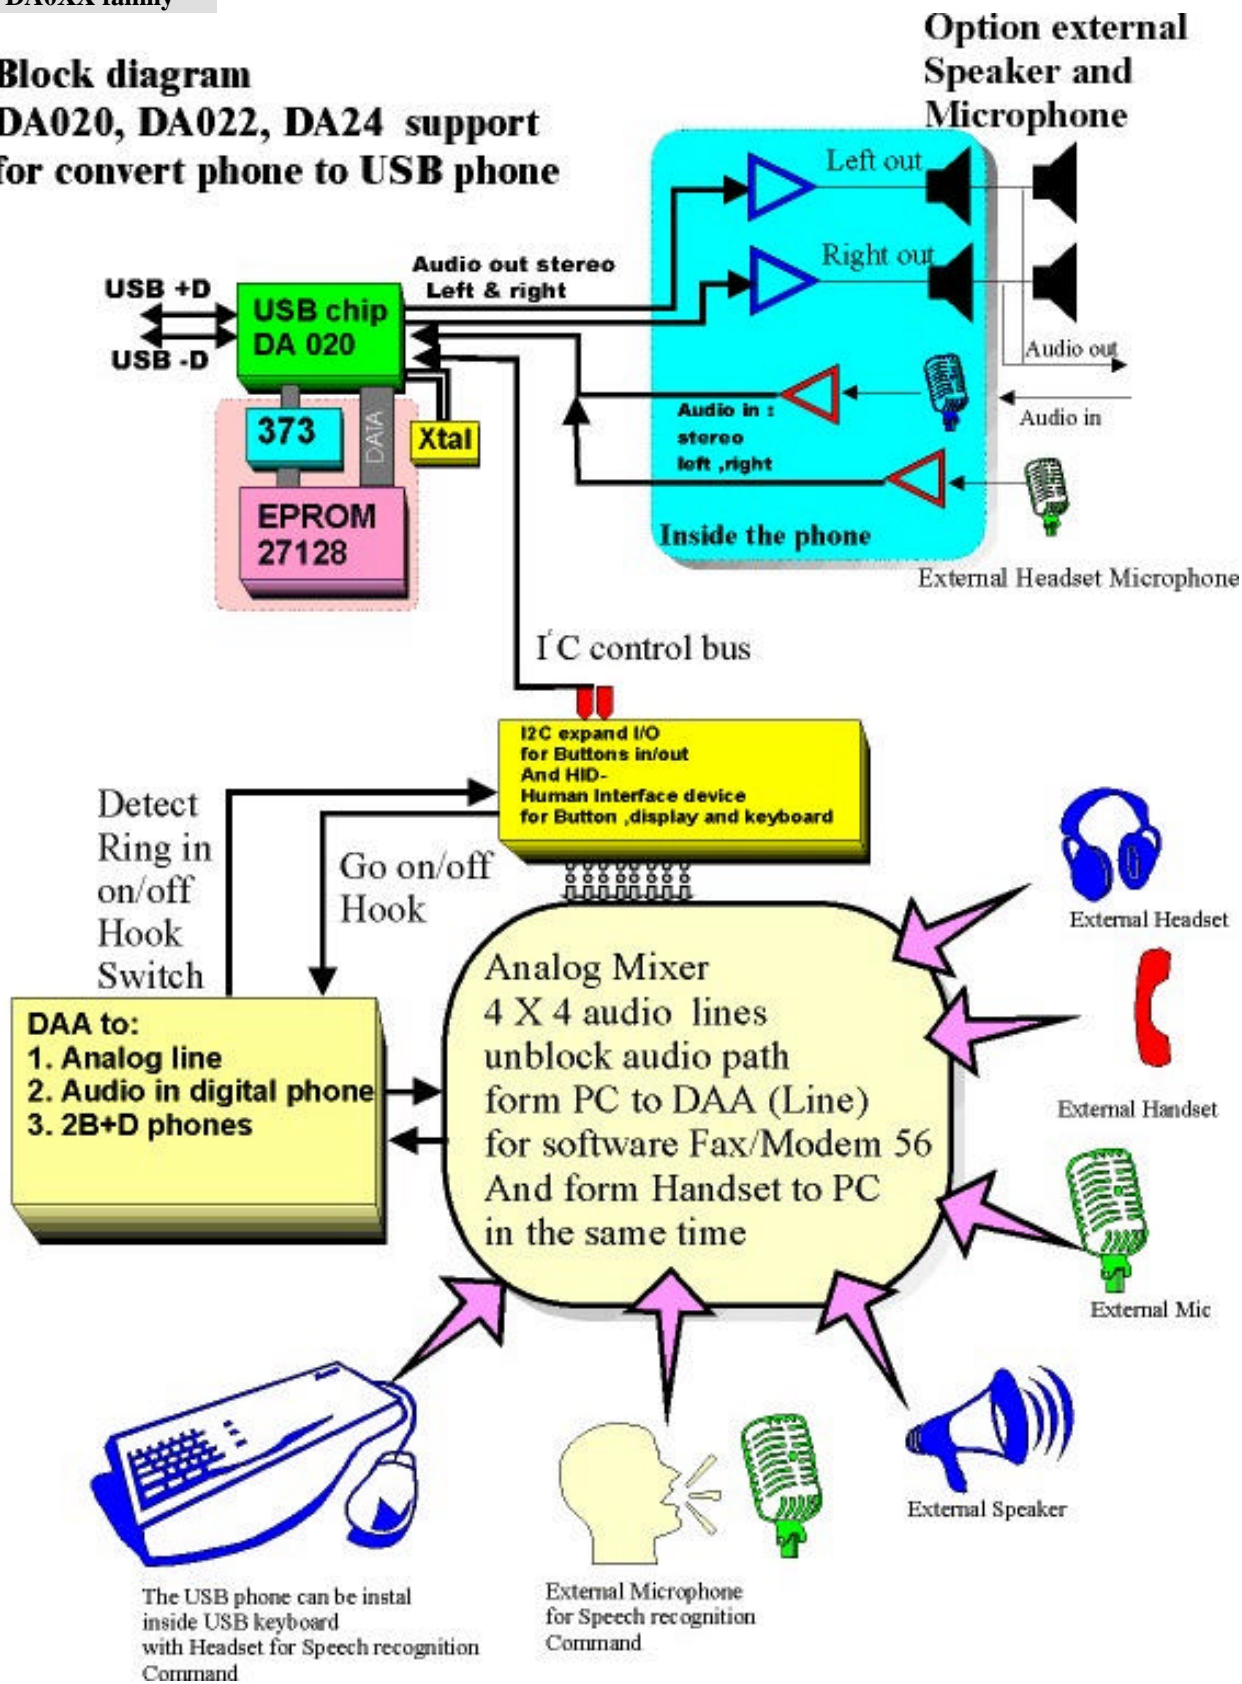 DA0XX family
Block diagram
DA020, DA022, DA24 support
for convert phone to USB phone
Option external
Speaker and
Microphone
Left out
Right out
Audio out stereo
Left & right
USB +D
USB -D
USB chip
DA 020
373
DATA
Xtal
EPROM
27128
Audio in :
stereo
left ,right
Inside the phone
Audio out
Audio in
External Headset Microphone
I²C control bus
I2C expand I/O
for Buttons in/out
And HID-
Human Interface device
for Button ,display and keyboard
Detect
Ring in
on/off
Hook
Switch
Go on/off
Hook
DAA to:
1. Analog line
2. Audio in digital phone
3. 2B+D phones
Analog Mixer
4 X 4 audio lines
unblock audio path
form PC to DAA (Line)
for software Fax/Modem 56
And form Handset to PC
in the same time
External Headset
External Handset
External Mic
External Speaker
External Microphone
for Speech recognition
Command
The USB phone can be instal
inside USB keyboard
with Headset for Speech recognition
Command